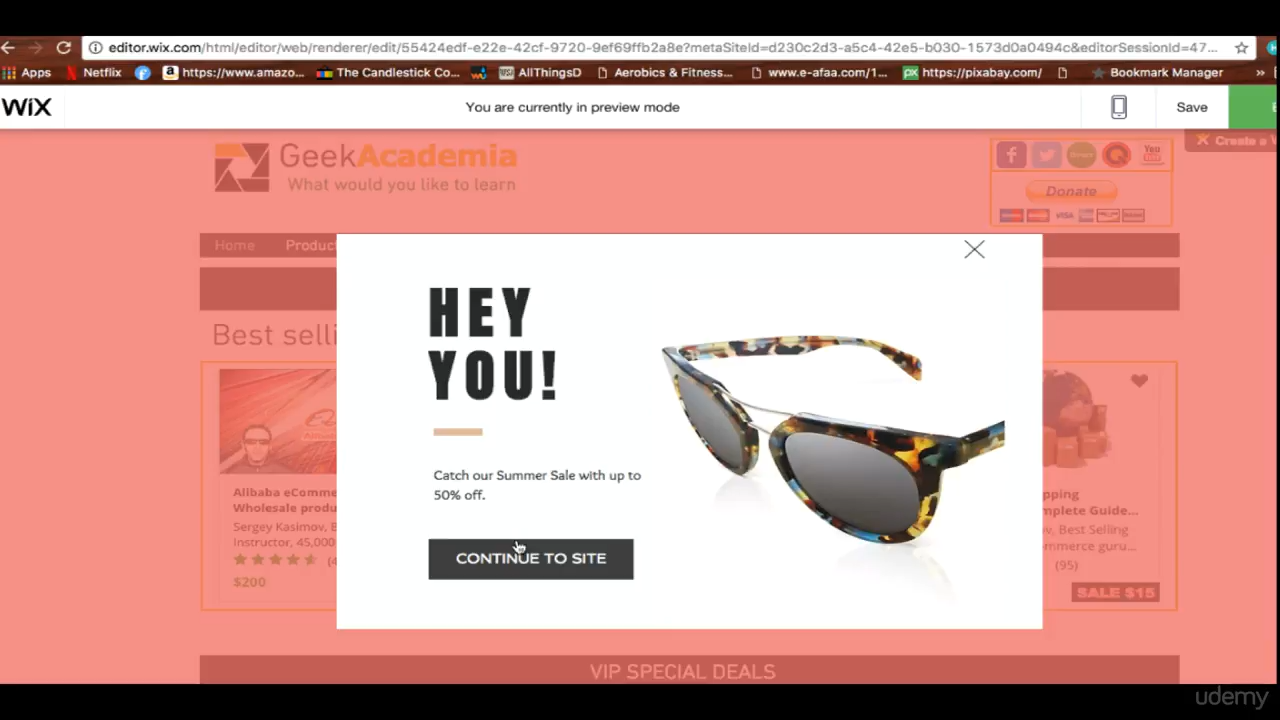 editor.wix.com/html/editor/web/renderer/edit/55424edf-e22e-42cf-9720-9ef69ffb2a8e?metaSiteId=d230c2d3-a5c4-42e5-b030-1573d0a0494c&editorSessionId=47...
Apps Netflix https://www.amazo... The Candlestick Co... AllThingsD Aerobics & Fitness... www.e-afaa.com/1... px https://pixabay.com/ Bookmark Manager »
WiX You are currently in preview mode Save
Create a
GeekAcademia
What would you like to learn
You
Donate
VISA
Home Produc
HEY
YOU!
Best selli
Catch our Summer Sale with up to
50% off.
CONTINUE TO SITE
Alibaba eComme
Wholesale produ
Sergey Kasimov, B
Instructor, 45,000
$200
pping
mplete Guide...
ov, Best Selling
mmerce guru...
(95)
SALE $15
VIP SPECIAL DEALS
udemy